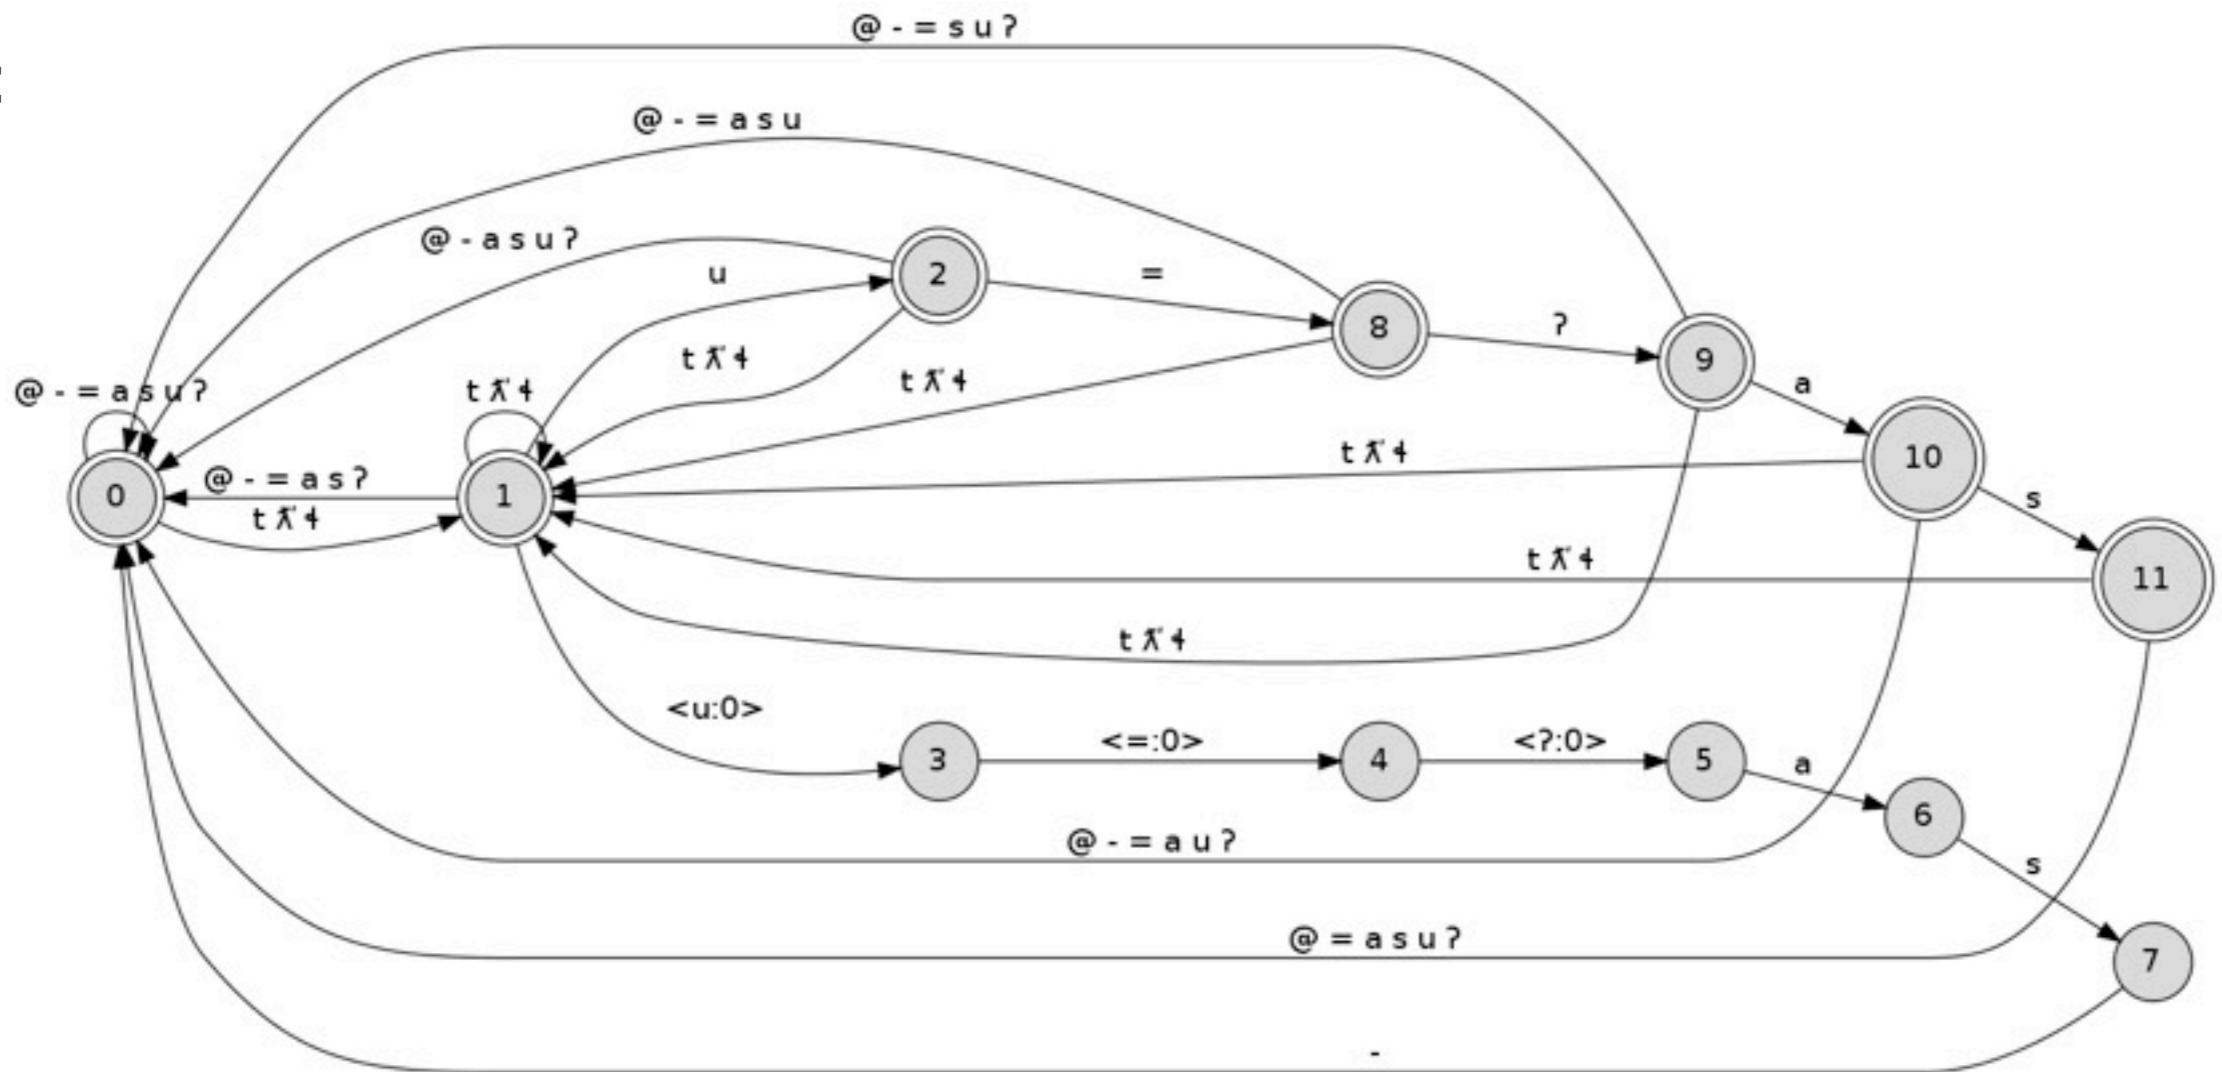 @ - = s u ʔ
@ - = a s u
@ - a s u ʔ
u
2
=
8
ʔ
9
t ƛ̓ ɬ
t ƛ̓ ɬ
a
@ - = a s u ʔ
t ƛ̓ ɬ
t ƛ̓ ɬ
10
@ - = a s ʔ
0
1
s
t ƛ̓ ɬ
t ƛ̓ ɬ
11
t ƛ̓ ɬ
<u:0>
3
<=:0>
4
<ʔ:0>
5
a
6
@ - = a u ʔ
s
@ = a s u ʔ
7
-